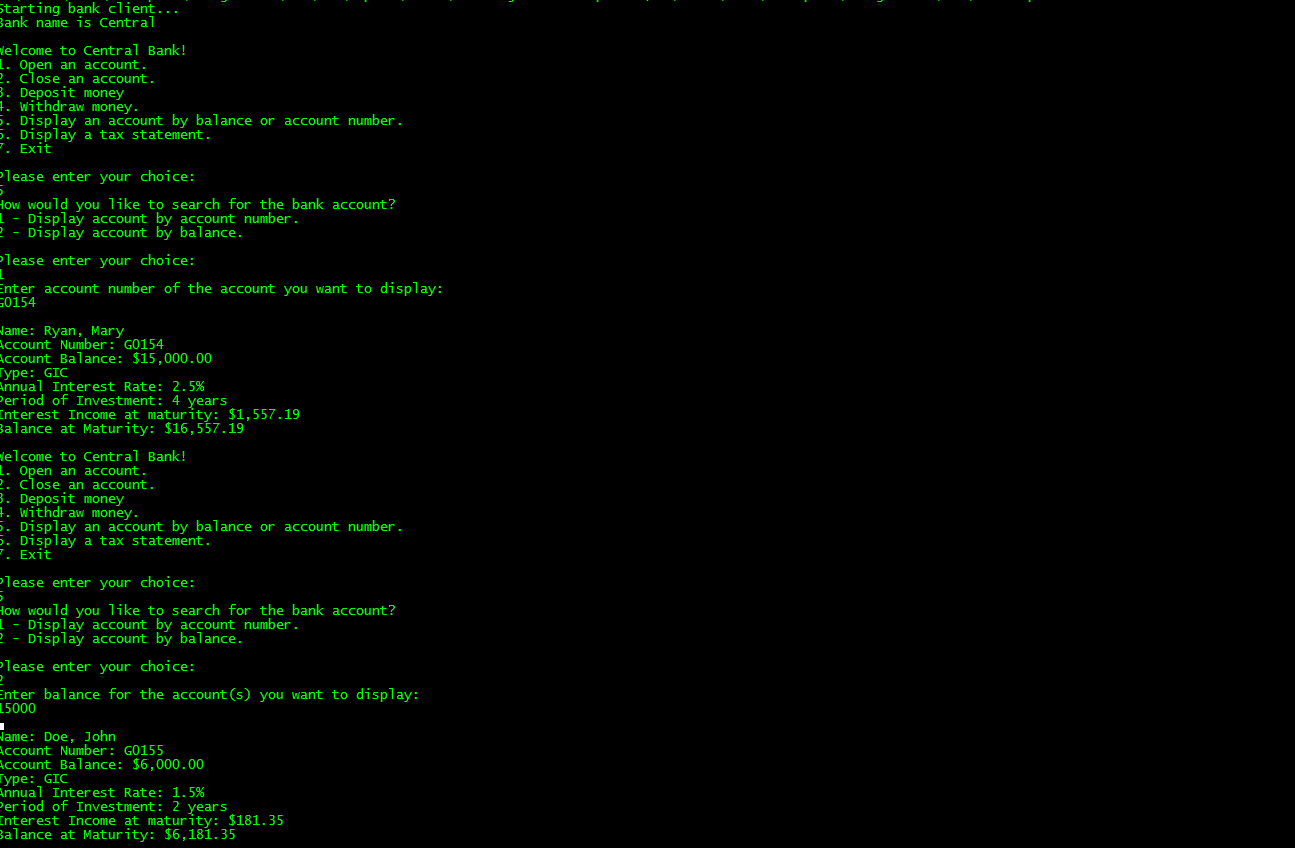 Starting bank client...
Bank name is Central
Welcome to Central Bank!
1. Open an account.
2. Close an account.
3. Deposit money
4. Withdraw money.
5. Display an account by balance or account number.
6. Display a tax statement.
7. Exit
Please enter your choice:
5
How would you like to search for the bank account?
1 - Display account by account number.
2 - Display account by balance.
Please enter your choice:
1
Enter account number of the account you want to display:
GO154
Name: Ryan, Mary
Account Number: GO154
Account Balance: $15,000.00
Type: GIC
Annual Interest Rate: 2.5%
Period of Investment: 4 years
Interest Income at maturity: $1,557.19
Balance at Maturity: $16,557.19
Welcome to Central Bank!
1. Open an account.
2. Close an account.
3. Deposit money
4. Withdraw money.
5. Display an account by balance or account number.
6. Display a tax statement.
7. Exit
Please enter your choice:
5
How would you like to search for the bank account?
1 - Display account by account number.
2 - Display account by balance.
Please enter your choice:
2
Enter balance for the account(s) you want to display:
15000
Name: Doe, John
Account Number: GO155
Account Balance: $6,000.00
Type: GIC
Annual Interest Rate: 1.5%
Period of Investment: 2 years
Interest Income at maturity: $181.35
Balance at Maturity: $6,181.35